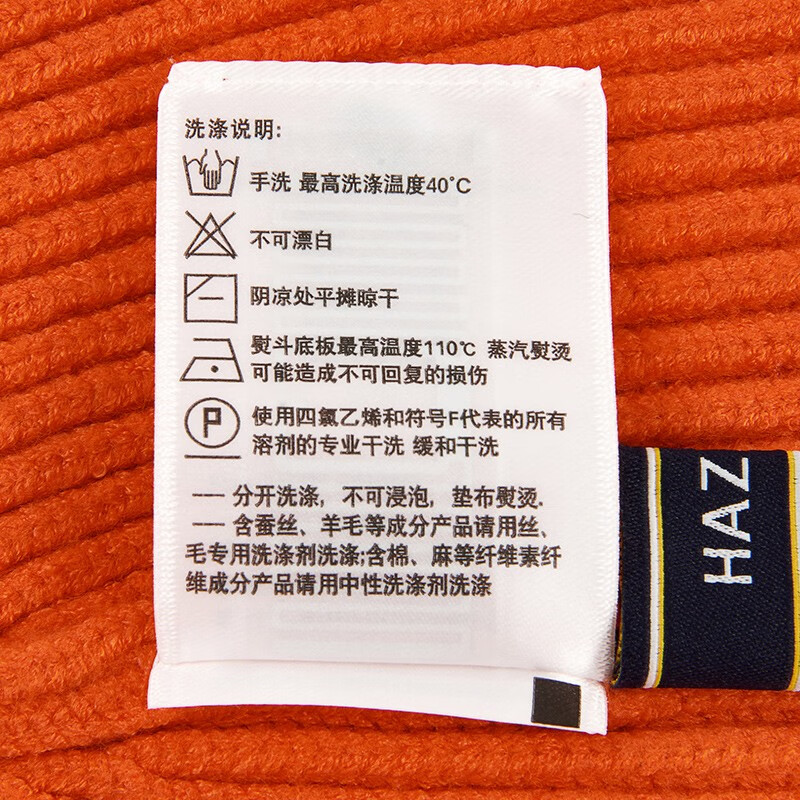 洗涤说明:
手洗 最高洗涤温度40°C
不可漂白
阴凉处平摊晾干
熨斗底板最高温度110℃ 蒸汽熨烫
可能造成不可回复的损伤
P
使用四氯乙烯和符号F代表的所有
溶剂的专业干洗 缓和干洗
— 分开洗涤, 不可浸泡, 垫布熨烫.
— 含蚕丝、羊毛等成分产品请用丝、
毛专用洗涤剂洗涤;含棉、麻等纤维素纤
维成分产品请用中性洗涤剂洗涤
HAZ